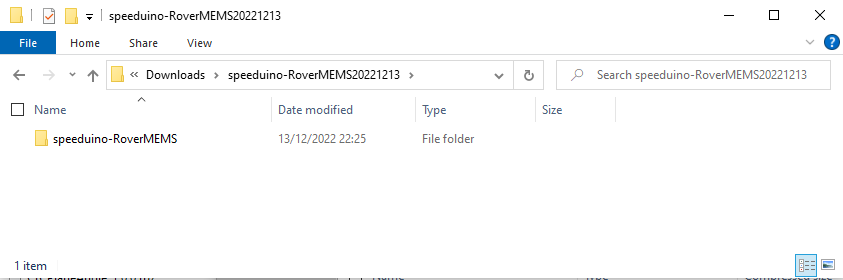 speeduino-RoverMEMS20221213
File Home Share View
Downloads speeduino-RoverMEMS20221213 Search speeduino-RoverMEMS20221213
Name Date modified Type Size
speeduino-RoverMEMS 13/12/2022 22:25 File folder
1 item